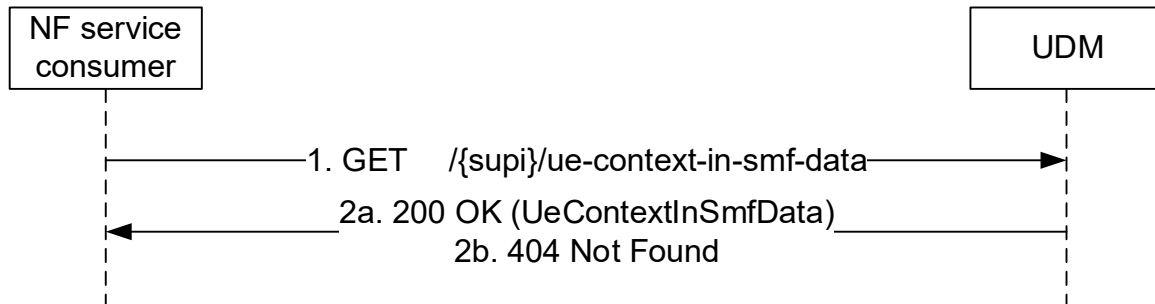 NF service
consumer
UDM
1. GET /{supi}/ue-context-in-smf-data
2a. 200 OK (UeContextInSmfData)
2b. 404 Not Found